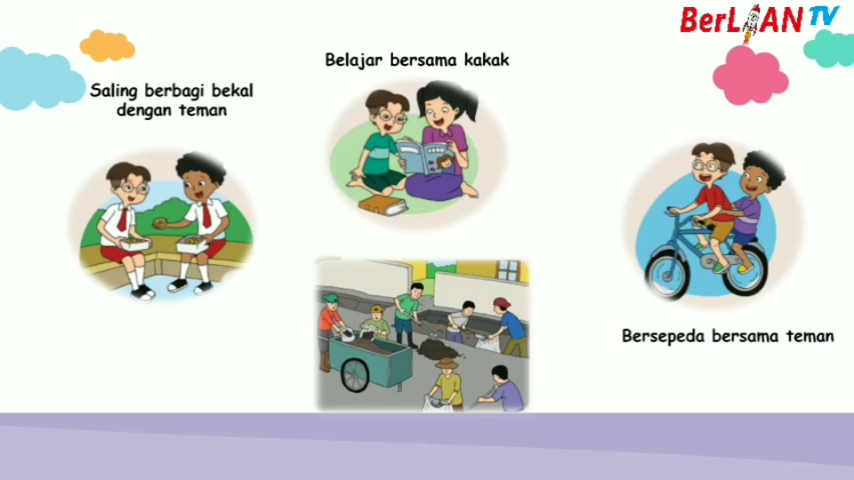 BerLIAN TV
Belajar bersama kakak
Saling berbagi bekal
dengan teman
Bersepeda bersama teman